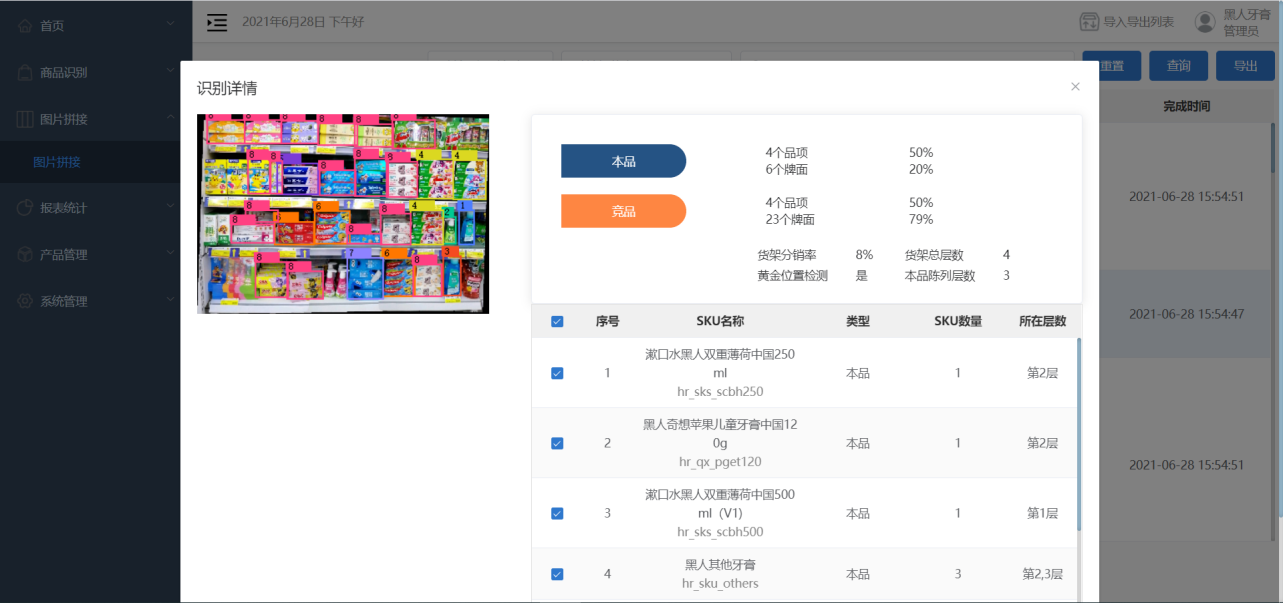 首页
商品识别
图片拼接
图片拼接
报表统计
产品管理
系统管理
2021年6月28日 下午好
导入导出列表
黑人牙膏
管理员
重置
查询
导出
完成时间
2021-06-28 15:54:51
2021-06-28 15:54:47
2021-06-28 15:54:51
识别详情
本品
4个品项 50%
6个牌面 20%
竞品
4个品项 50%
23个牌面 79%
货架分销率 8% 货架总层数 4
黄金位置检测 是 本品陈列层数 3
序号 SKU名称 类型 SKU数量 所在层数
漱口水黑人双重薄荷中国250
1 ml 本品 1 第2层
hr_sks_scbh250
黑人奇想苹果儿童牙膏中国12
2 0g 本品 1 第2层
hr_qx_pget120
漱口水黑人双重薄荷中国500
3 ml（V1） 本品 1 第1层
hr_sks_scbh500
黑人其他牙膏
4 本品 3 第2,3层
hr_sku_others